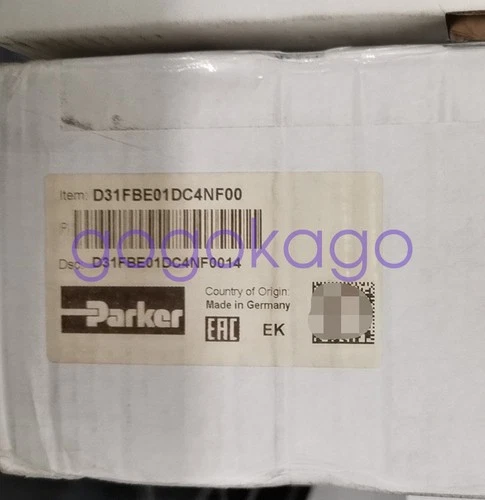 Item: D31FBE01DC4NF00
P
gogokago
Dsc: D31FBE01DC4NF0014
Parker
Country of Origin:
Made in Germany
EAC
EK